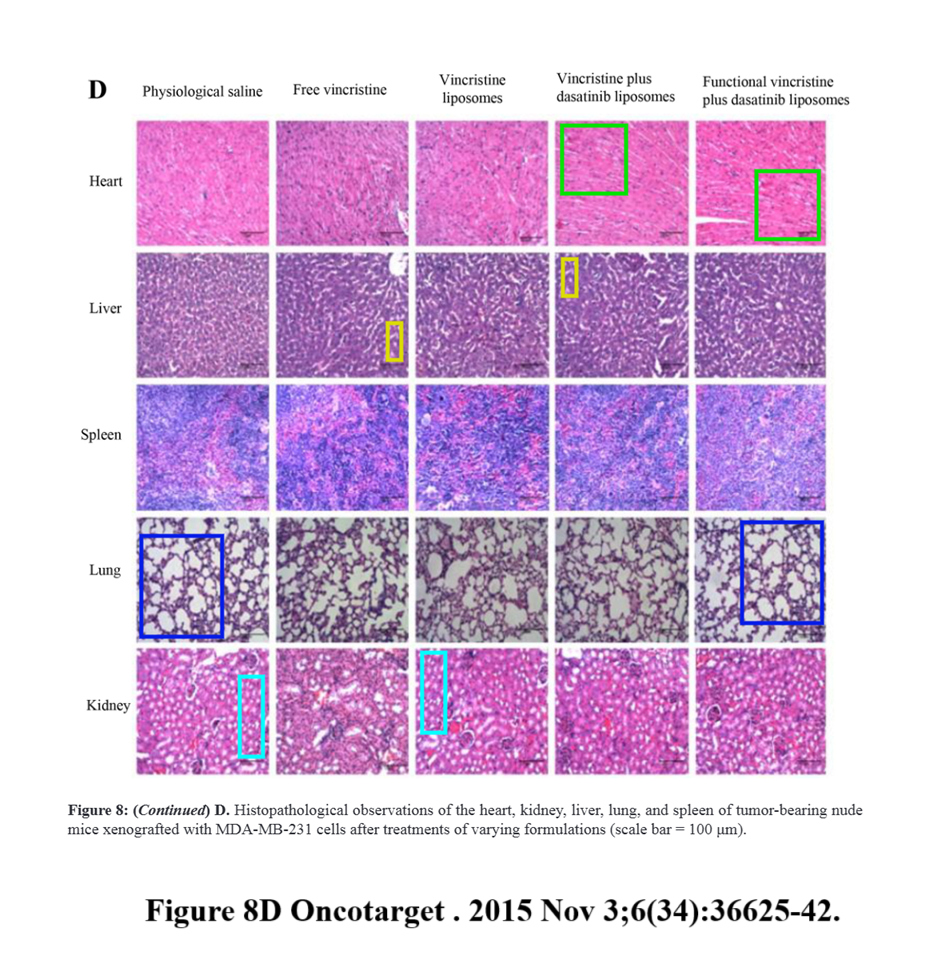 D
Physiological saline
Free vincristine
Vincristine
liposomes
Vincristine plus
dasatinib liposomes
Functional vincristine
plus dasatinib liposomes
Heart
Liver
Spleen
Lung
Kidney
Figure 8: (Continued) D. Histopathological observations of the heart, kidney, liver, lung, and spleen of tumor-bearing nude
mice xenografted with MDA-MB-231 cells after treatments of varying formulations (scale bar = 100 μm).
Figure 8D Oncotarget . 2015 Nov 3;6(34):36625-42.